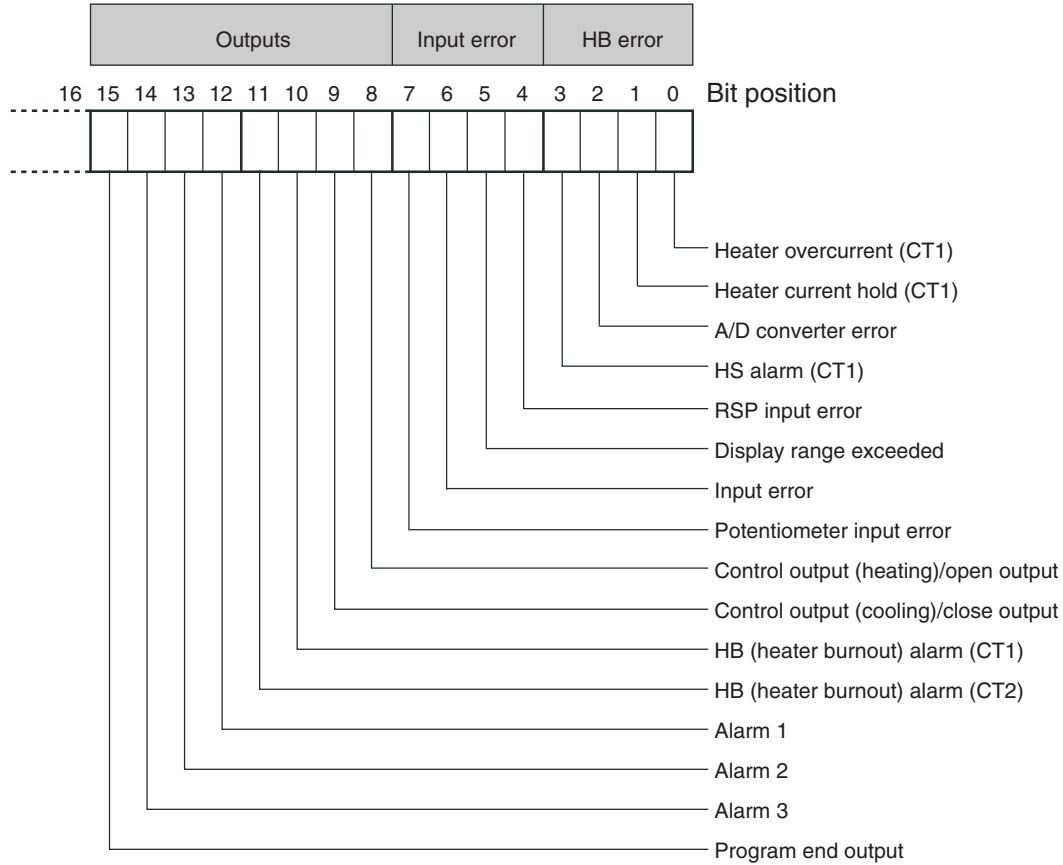 Outputs Input error HB error
16 15 14 13 12 11 10 9 8 7 6 5 4 3 2 1 0 Bit position
Heater overcurrent (CT1)
Heater current hold (CT1)
A/D converter error
HS alarm (CT1)
RSP input error
Display range exceeded
Input error
Potentiometer input error
Control output (heating)/open output
Control output (cooling)/close output
HB (heater burnout) alarm (CT1)
HB (heater burnout) alarm (CT2)
Alarm 1
Alarm 2
Alarm 3
Program end output